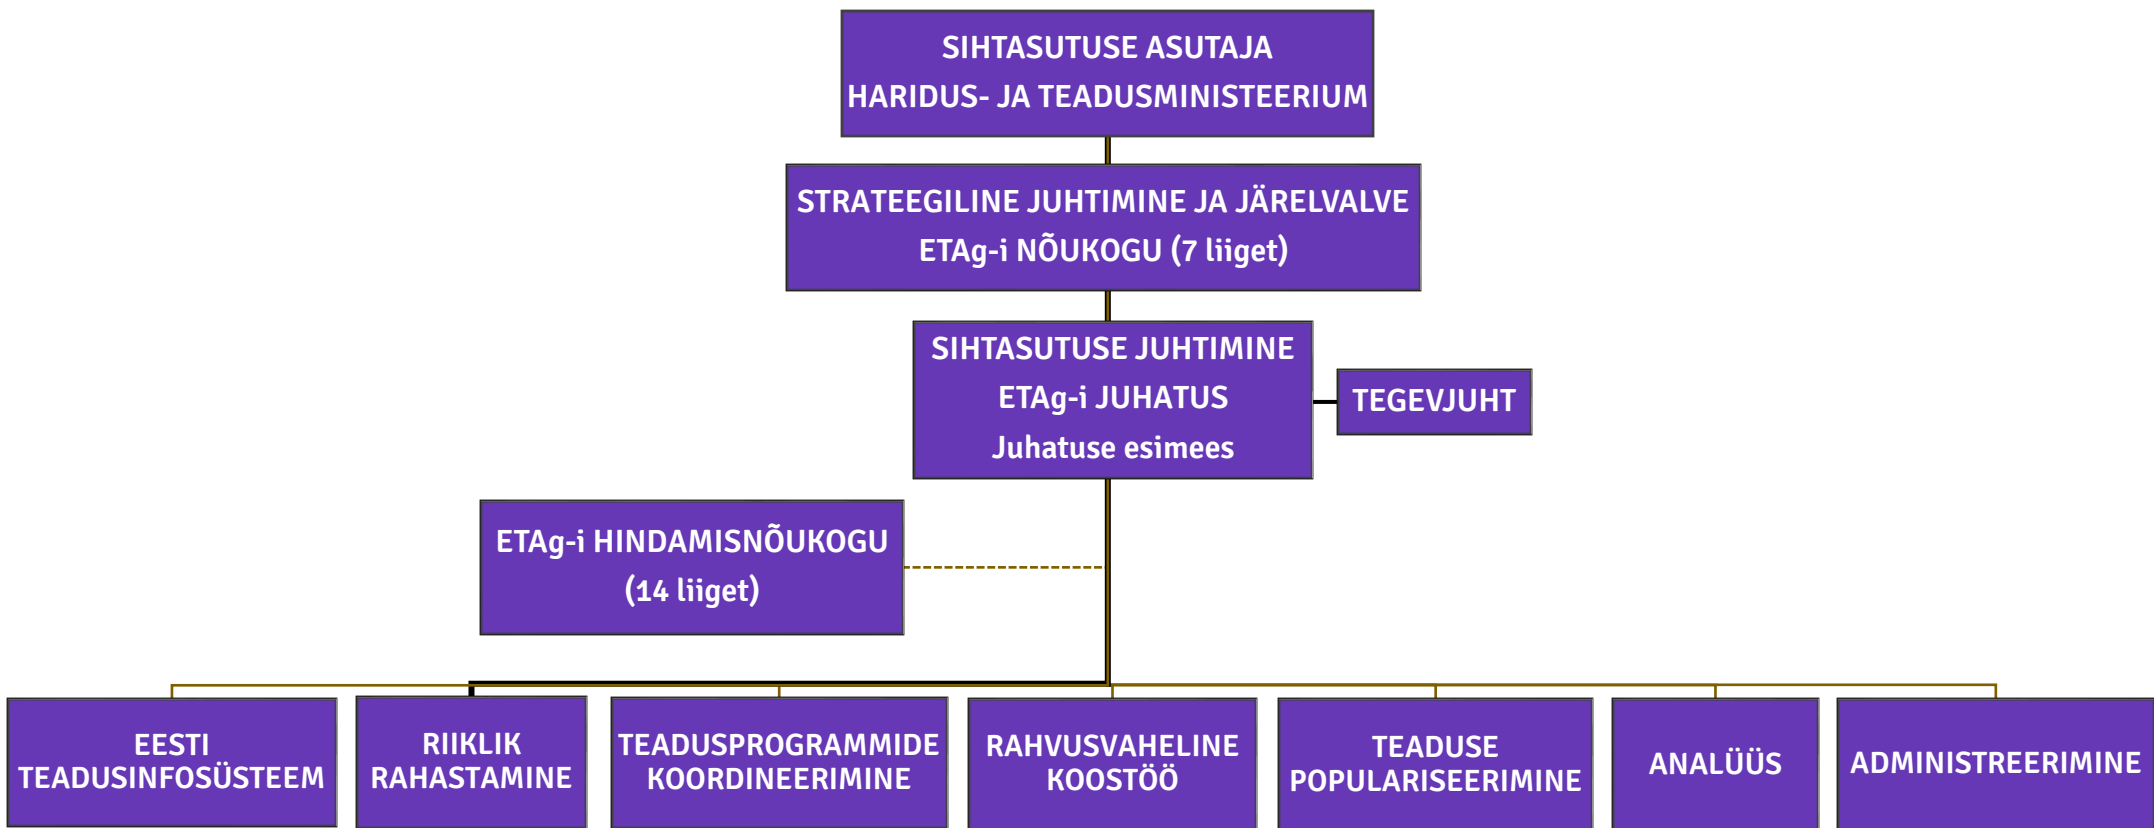 SIHTASUTUSE ASUTAJA
HARIDUS- JA TEADUSMINISTEERIUM
STRATEEGILINE JUHTIMINE JA JÄRELVALVE
ETAg-i NÕUKOGU (7 liiget)
SIHTASUTUSE JUHTIMINE
ETAg-i JUHATUS
Juhatuse esimees
TEGEVJUHT
ETAg-i HINDAMISNÕUKOGU
(14 liiget)
EESTI
TEADUSINFOSÜSTEEM
RIIKLIK
RAHASTAMINE
TEADUSPROGRAMMIDE
KOORDINEERIMINE
RAHVUSVAHELINE
KOOSTÖÖ
TEADUSE
POPULARISEERIMINE
ANALÜÜS
ADMINISTREERIMINE